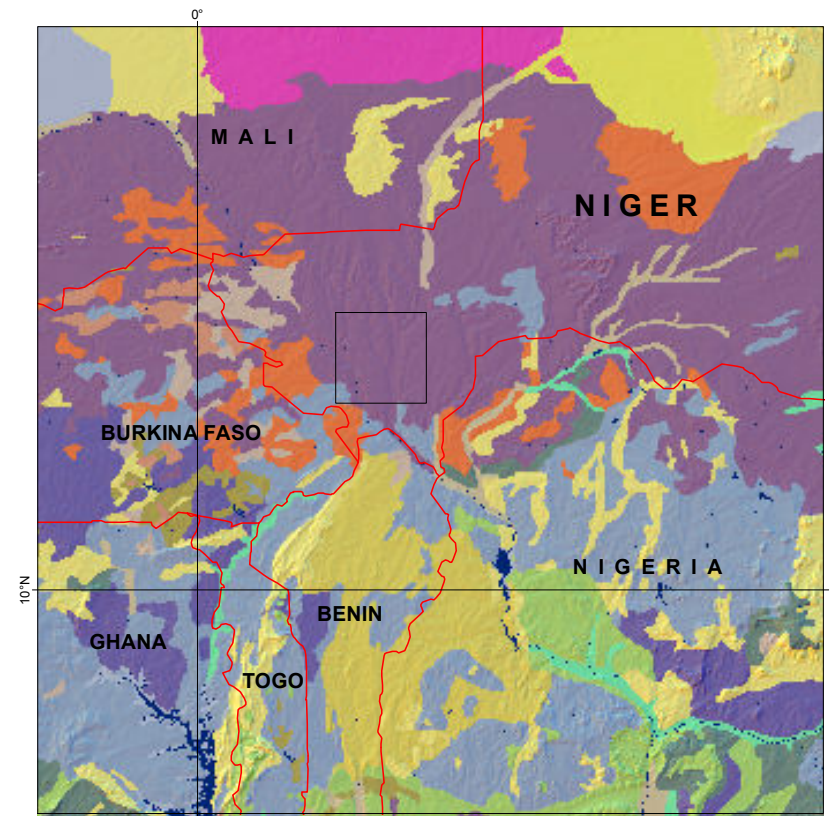 0°
MALI
NIGER
BURKINA FASO
10°N
NIGERIA
BENIN
GHANA
TOGO